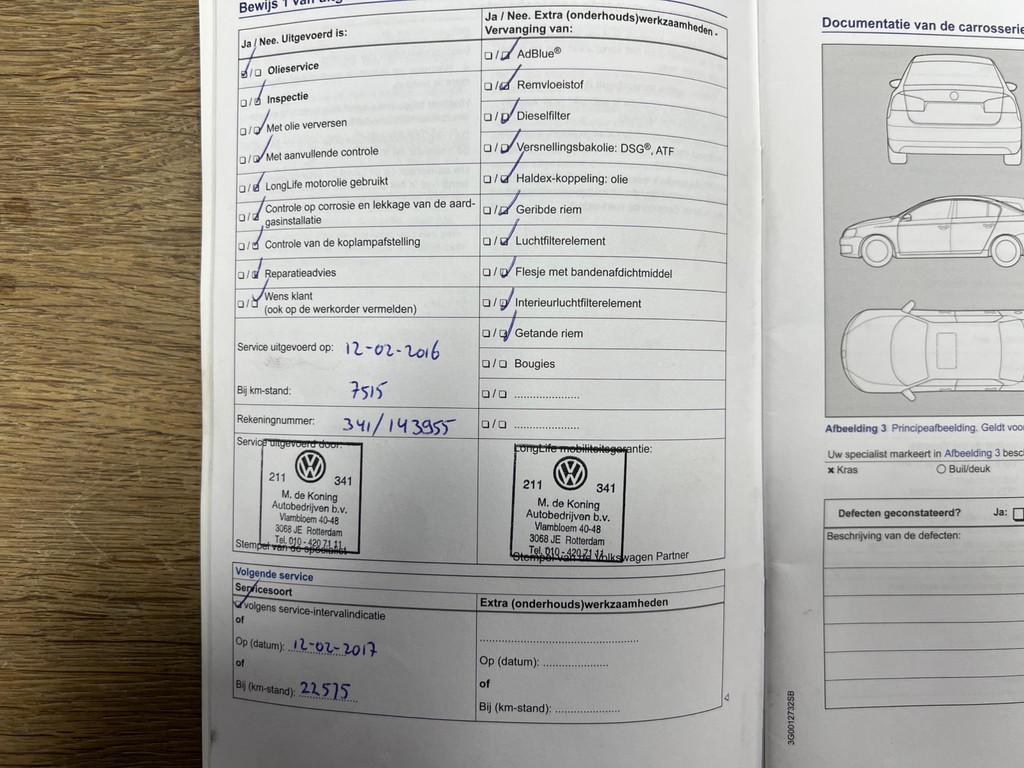 Bewijs 1 van
Ja / Nee. Uitgevoerd is:
Olieservice
Inspectie
Met olie verversen
Met aanvullende controle
LongLife motorolie gebruikt
Controle op corrosie en lekkage van de aard-
gasinstallatie
Controle van de koplampafstelling
Reparatieadvies
Wens klant
(ook op de werkorder vermelden)
Service uitgevoerd op: 12-02-2016
Bij km-stand: 7515
Rekeningnummer: 341/143955
Service uitgevoerd door:
211 341
M. de Koning
Autobedrijven b.v.
Vlambloem 40-48
3068 JE Rotterdam
Tel. 010 - 420 71 11
Stempel van de specialist
Ja / Nee. Extra (onderhouds)werkzaamheden -
Vervanging van:
AdBlue®
Remvloeistof
Dieselfilter
Versnellingsbakolie: DSG®, ATF
Haldex-koppeling: olie
Geribde riem
Luchtfilterelement
Flesje met bandenafdichtmiddel
Interieurluchtfilterelement
Getande riem
Bougies
LongLife mobiliteitsgarantie:
211 341
M. de Koning
Autobedrijven b.v.
Vlambloem 40-48
3068 JE Rotterdam
Tel. 010 - 420 71 11
Stempel van de Volkswagen Partner
Volgende service
Servicesoort
volgens service-intervalindicatie
of
Op (datum): 12-02-2017
of
Bij (km-stand): 22575
Extra (onderhouds)werkzaamheden
Op (datum):
of
Bij (km-stand):
Documentatie van de carrosserie
Afbeelding 3 Principeafbeelding. Geldt voor
Uw specialist markeert in Afbeelding 3
x Kras O Buil/deuk
Defecten geconstateerd? Ja:
Beschrijving van de defecten:
3G0012732SB